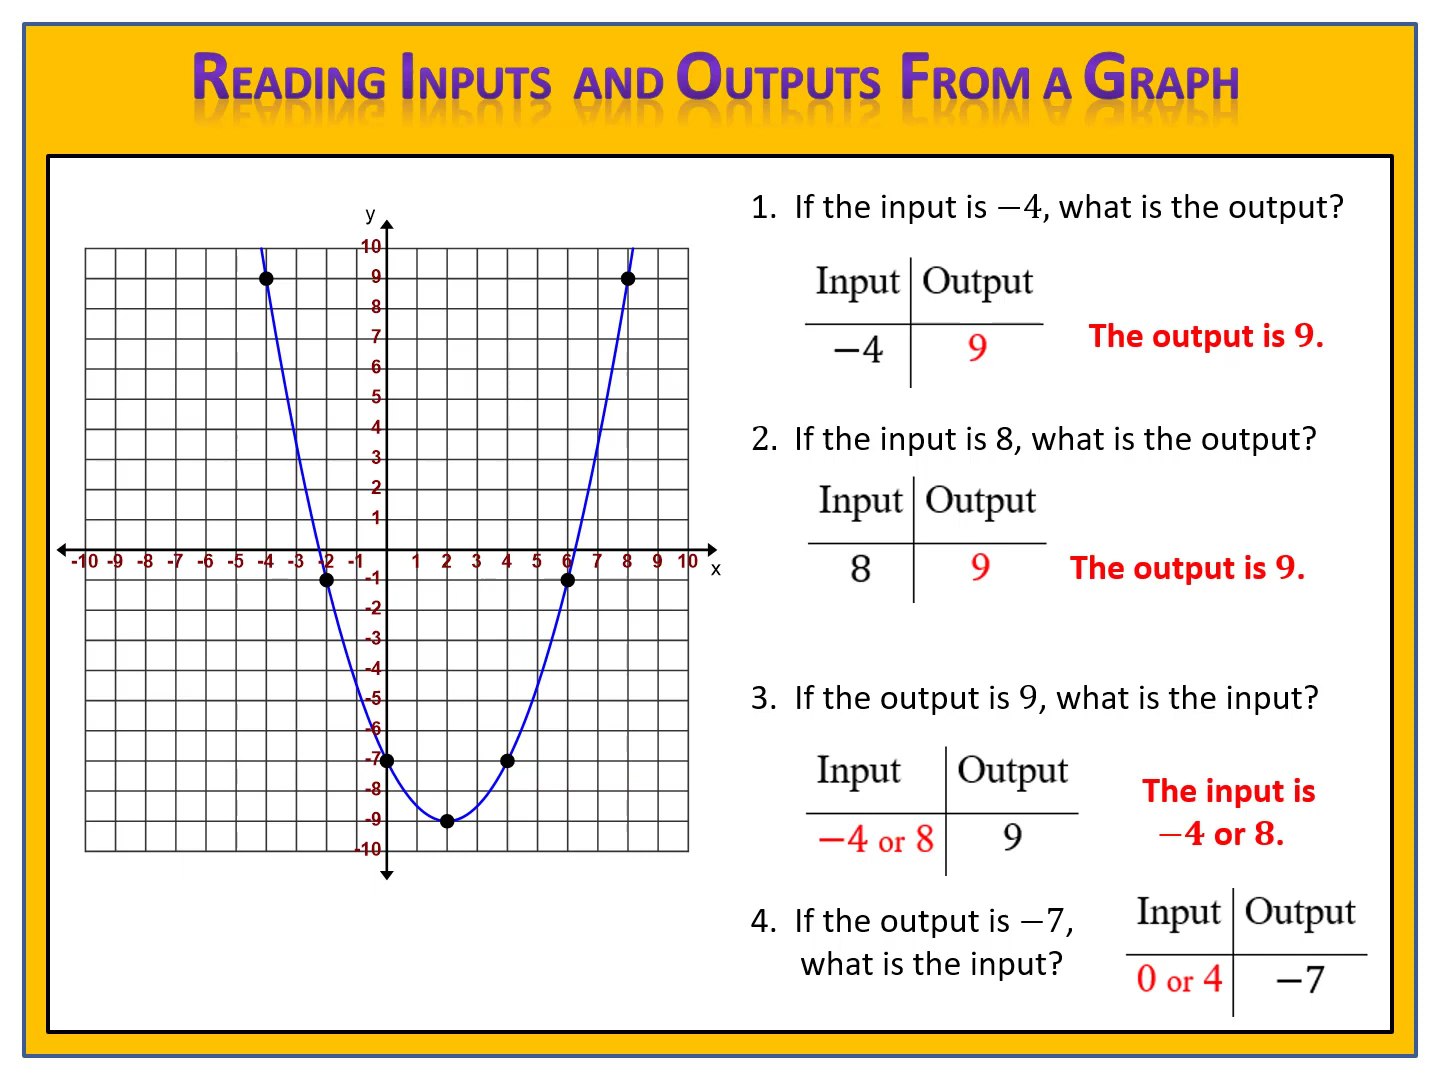 READING INPUTS AND OUTPUTS FROM A GRAPH
y
10
9
8
7
6
5
4
3
2
1
-10 -9 -8 -7 -6 -5 -4 -3 -2 -1 1 2 3 4 5 6 7 8 9 10
x
-1
-2
-3
-4
-5
-6
-7
-8
-9
-10
1. If the input is −4, what is the output?
Input Output
−4 9
The output is 9.
2. If the input is 8, what is the output?
Input Output
8 9
The output is 9.
3. If the output is 9, what is the input?
Input Output
−4 or 8 9
The input is
−4 or 8.
4. If the output is −7,
what is the input?
Input Output
0 or 4 −7